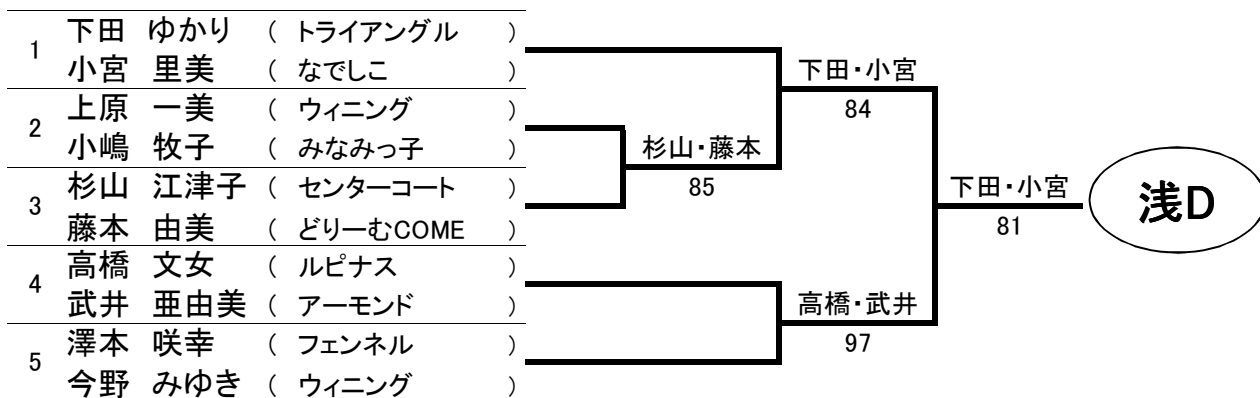 1
下田 ゆかり ( トライアングル )
小宮 里美 ( なでしこ )
2
上原 一美 ( ウィニング )
小嶋 牧子 ( みなみっ子 )
3
杉山 江津子 ( センターコート )
藤本 由美 ( どりーむCOME )
4
高橋 文女 ( ルピナス )
武井 亜由美 ( アーモンド )
5
澤本 咲幸 ( フェンネル )
今野 みゆき ( ウィニング )
杉山・藤本
85
下田・小宮
84
高橋・武井
97
下田・小宮
81
浅D